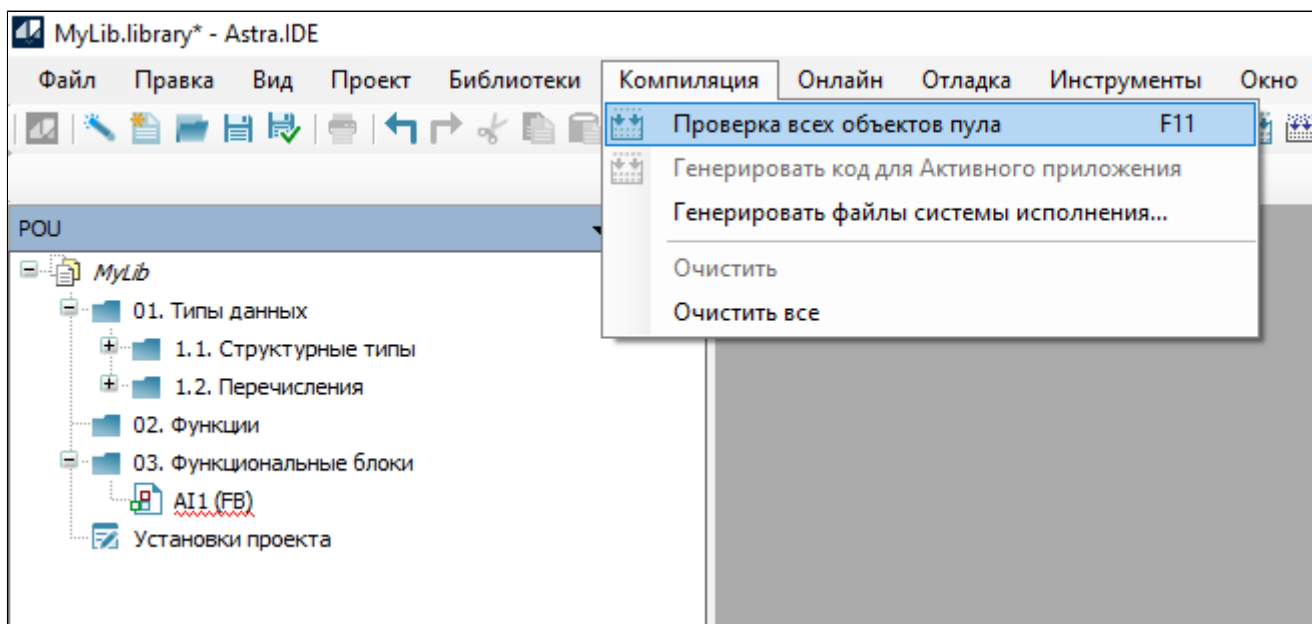 MyLib.library* - Astra.IDE
Файл Правка Вид Проект Библиотеки Компиляция Онлайн Отладка Инструменты Окно
Проверка всех объектов пула F11
Генерировать код для Активного приложения
Генерировать файлы системы исполнения...
Очистить
Очистить все
POU
MyLib
01. Типы данных
1.1. Структурные типы
1.2. Перечисления
02. Функции
03. Функциональные блоки
AI1 (FB)
Установки проекта